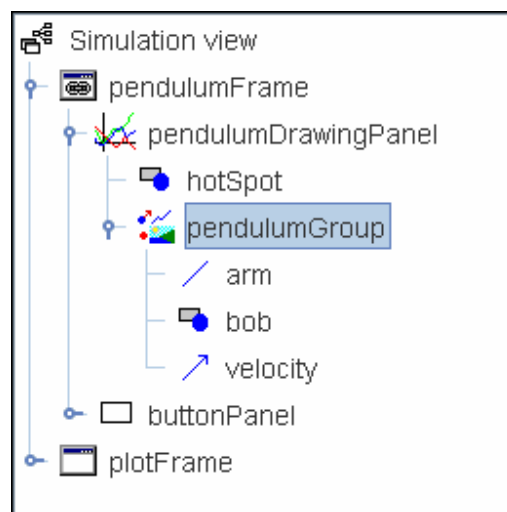 Simulation view
pendulumFrame
pendulumDrawingPanel
hotSpot
pendulumGroup
arm
bob
velocity
buttonPanel
plotFrame